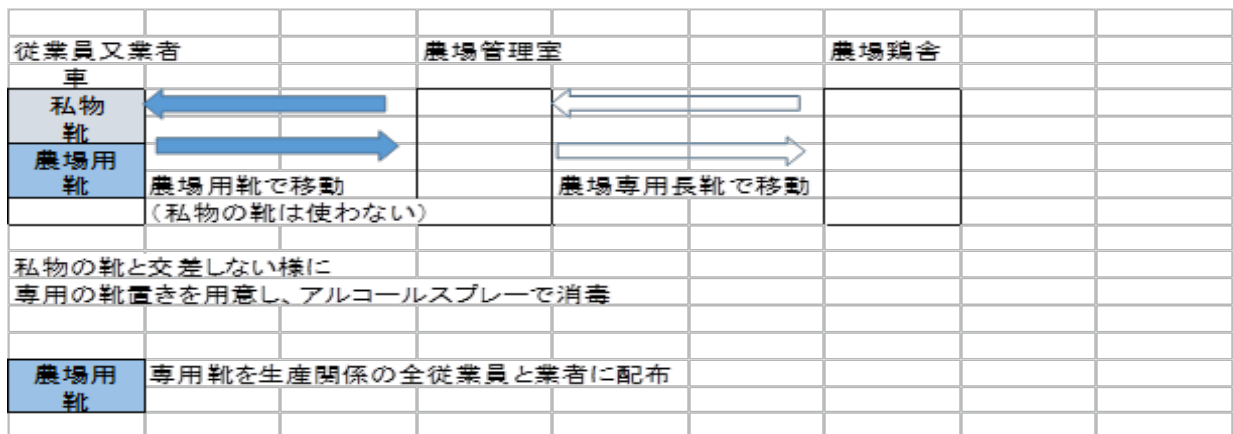 従業員又業者 農場管理室 農場鶏舎
車
私物
靴
農場用
靴
農場用靴で移動 農場専用長靴で移動
（私物の靴は使わない）
私物の靴と交差しない様に
専用の靴置きを用意し、アルコールスプレーで消毒
農場用
靴
専用靴を生産関係の全従業員と業者に配布